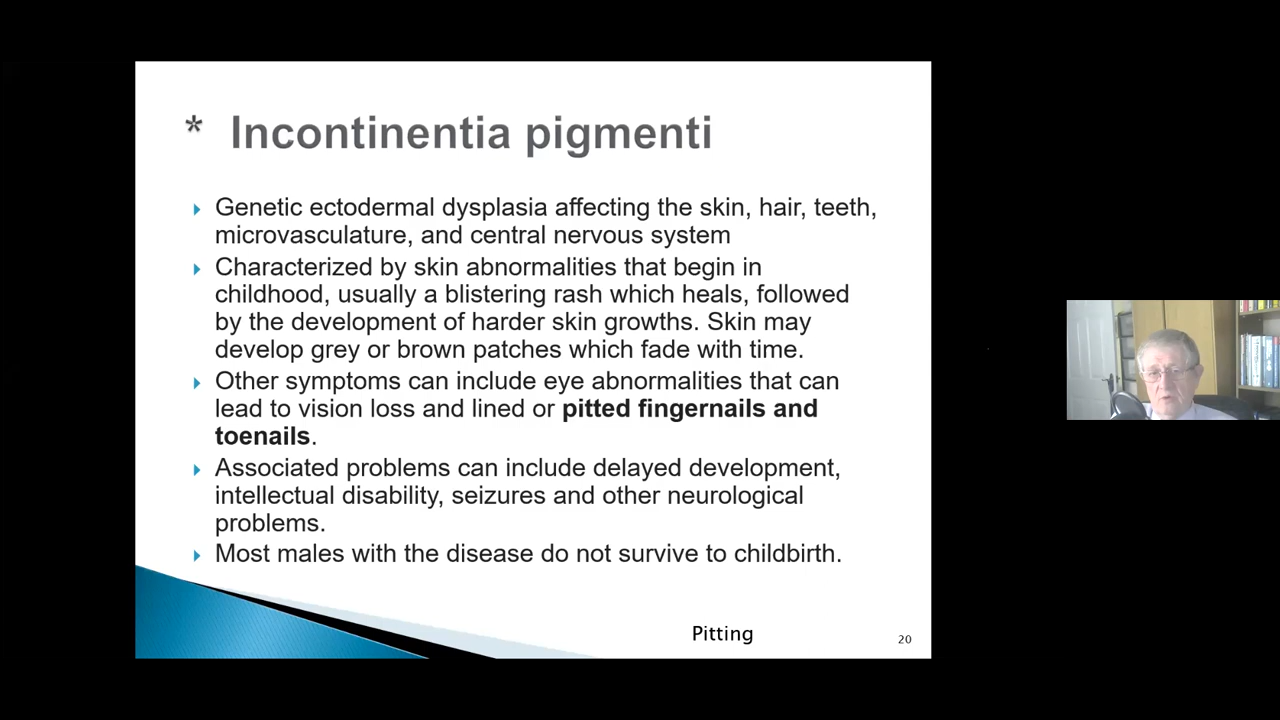 * Incontinentia pigmenti
Genetic ectodermal dysplasia affecting the skin, hair, teeth,
microvasculature, and central nervous system
Characterized by skin abnormalities that begin in
childhood, usually a blistering rash which heals, followed
by the development of harder skin growths. Skin may
develop grey or brown patches which fade with time.
Other symptoms can include eye abnormalities that can
lead to vision loss and lined or pitted fingernails and
toenails.
Associated problems can include delayed development,
intellectual disability, seizures and other neurological
problems.
Most males with the disease do not survive to childbirth.
Pitting
20